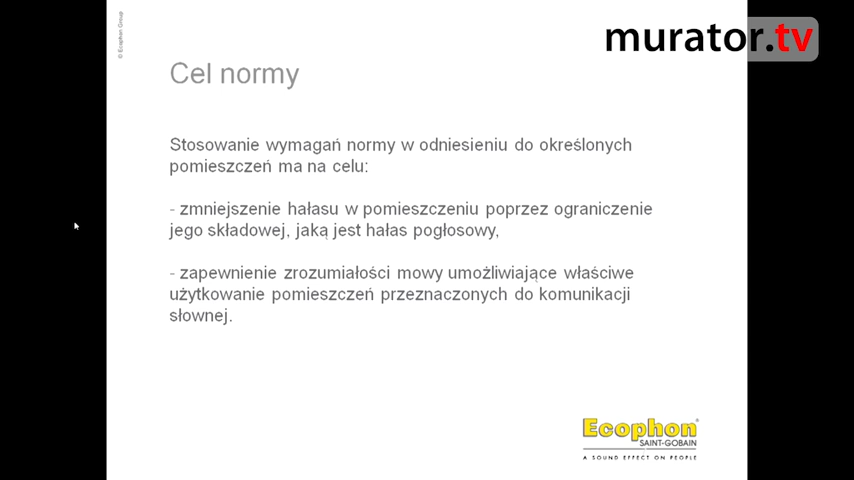 © Ecophon Group
murator.tv
Cel normy
Stosowanie wymagań normy w odniesieniu do określonych
pomieszczeń ma na celu:
- zmniejszenie hałasu w pomieszczeniu poprzez ograniczenie
jego składowej, jaką jest hałas pogłosowy,
- zapewnienie zrozumiałości mowy umożliwiające właściwe
użytkowanie pomieszczeń przeznaczonych do komunikacji
słownej.
Ecophon®
SAINT-GOBAIN
A SOUND EFFECT ON PEOPLE